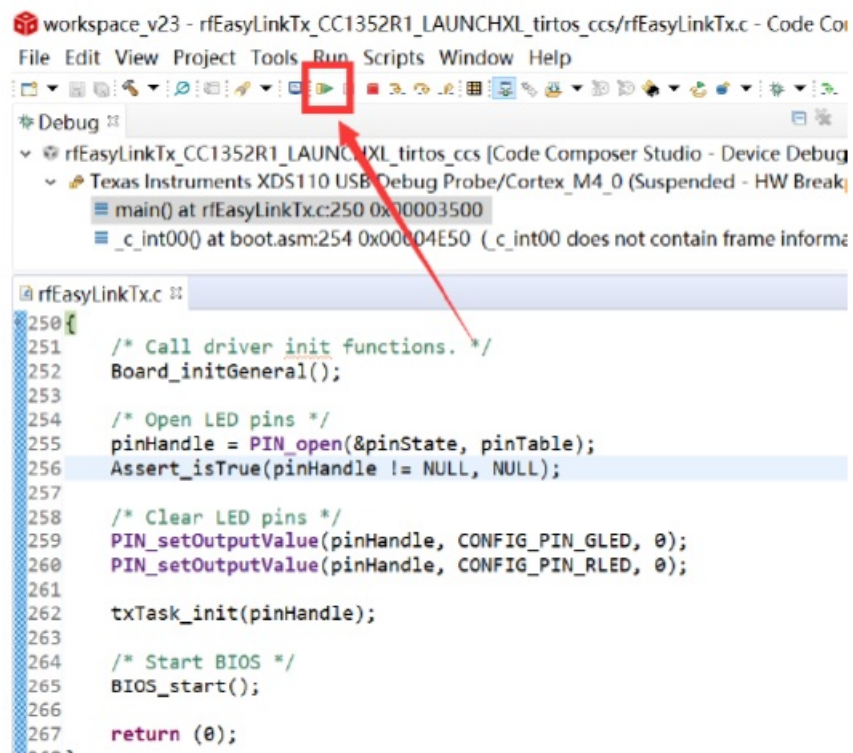 workspace_v23 - rfEasyLinkTx_CC1352R1_LAUNCHXL_tirtos_ccs/rfEasyLinkTx.c - Code Co
File Edit View Project Tools Run Scripts Window Help
Debug
rfEasyLinkTx_CC1352R1_LAUNCHXL_tirtos_ccs [Code Composer Studio - Device Debug
Texas Instruments XDS110 USB Debug Probe/Cortex_M4_0 (Suspended - HW Break
main() at rfEasyLinkTx.c:250 0x00003500
_c_int00() at boot.asm:254 0x00004E50 (_c_int00 does not contain frame informa
rfEasyLinkTx.c
250 {
251 /* Call driver init functions. */
252 Board_initGeneral();
253
254 /* Open LED pins */
255 pinHandle = PIN_open(&pinState, pinTable);
256 Assert_isTrue(pinHandle != NULL, NULL);
257
258 /* Clear LED pins */
259 PIN_setOutputValue(pinHandle, CONFIG_PIN_GLED, 0);
260 PIN_setOutputValue(pinHandle, CONFIG_PIN_RLED, 0);
261
262 txTask_init(pinHandle);
263
264 /* Start BIOS */
265 BIOS_start();
266
267 return (0);